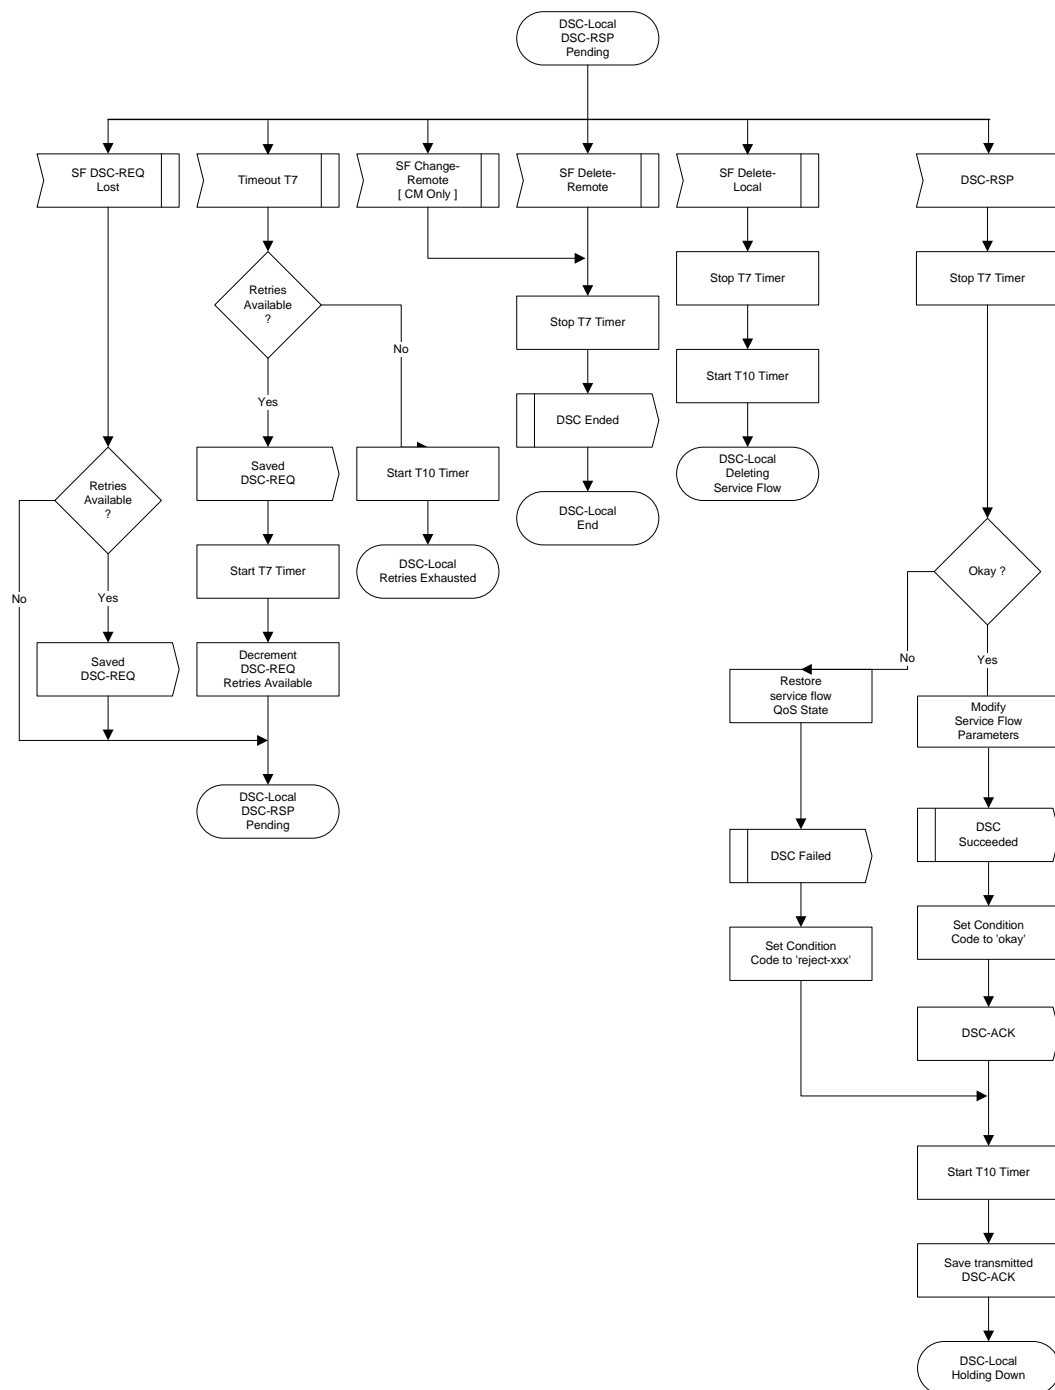 DSC-Local
DSC-RSP
Pending
SF DSC-REQ
Lost
Timeout T7
SF Change-
Remote
[ CM Only ]
SF Delete-
Remote
SF Delete-
Local
DSC-RSP
Retries
Available
?
Stop T7 Timer
Stop T7 Timer
Stop T7 Timer
No
Start T10 Timer
Yes
DSC Ended
Retries
Available
?
Saved
DSC-REQ
Start T10 Timer
DSC-Local
Deleting
Service Flow
DSC-Local
End
Start T7 Timer
DSC-Local
Retries Exhausted
Okay ?
No
Yes
Saved
DSC-REQ
Decrement
DSC-REQ
Retries Available
No
Yes
Restore
service flow
QoS State
Modify
Service Flow
Parameters
DSC-Local
DSC-RSP
Pending
DSC Failed
DSC
Succeeded
Set Condition
Code to 'reject-xxx'
Set Condition
Code to 'okay'
DSC-ACK
Start T10 Timer
Save transmitted
DSC-ACK
DSC-Local
Holding Down